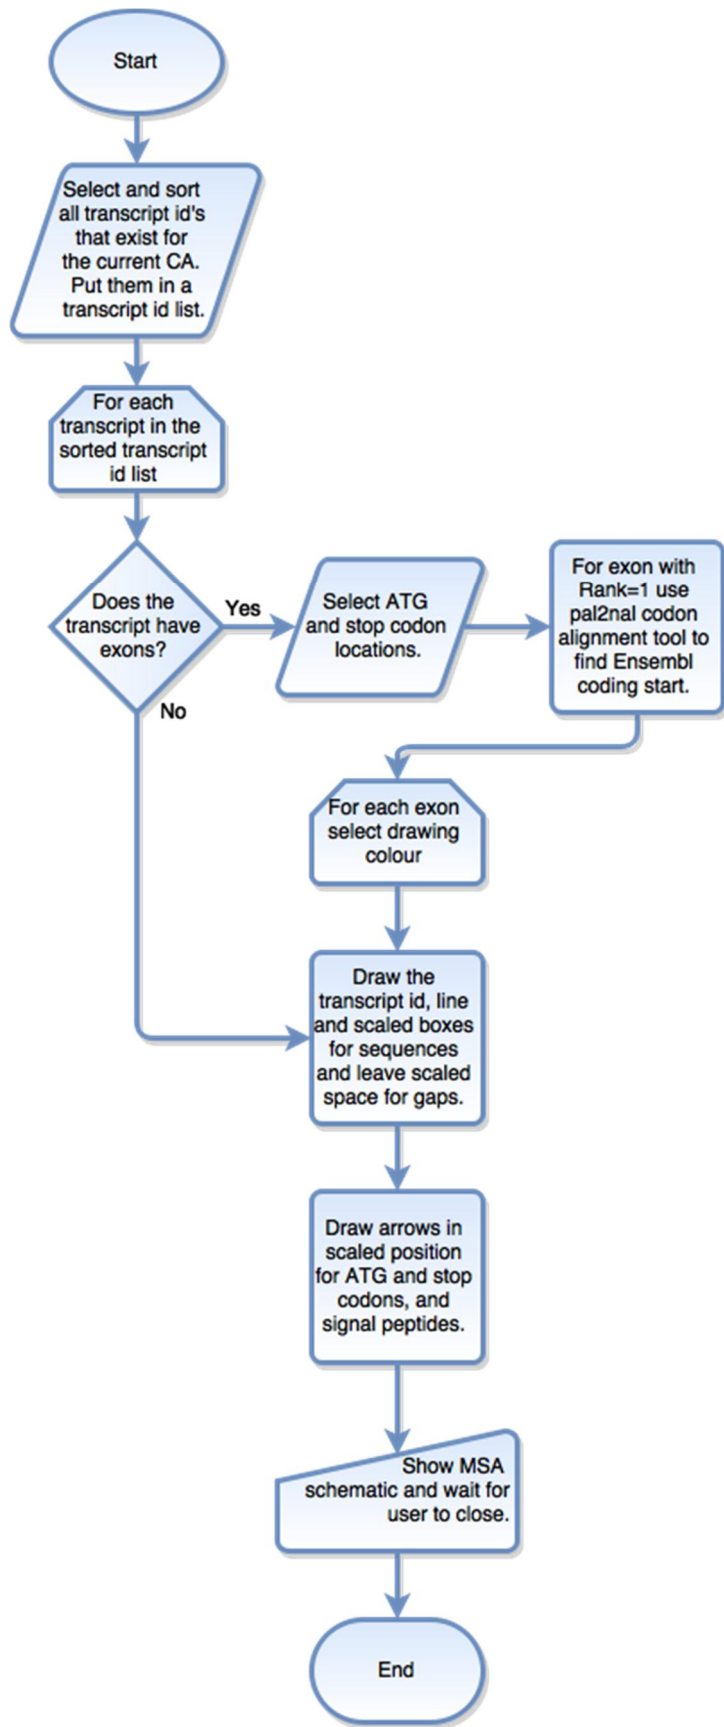 Start
Select and sort
all transcript id's
that exist for
the current CA.
Put them in a
transcript id list.
For each
transcript in the
sorted transcript
id list
Does the
transcript have
exons?
Yes
No
Select ATG
and stop codon
locations.
For exon with
Rank=1 use
pal2nal codon
alignment tool to
find Ensembl
coding start.
For each exon
select drawing
colour
Draw the
transcript id, line
and scaled boxes
for sequences
and leave scaled
space for gaps.
Draw arrows in
scaled position
for ATG and stop
codons, and
signal peptides.
Show MSA
schematic and wait for
user to close.
End